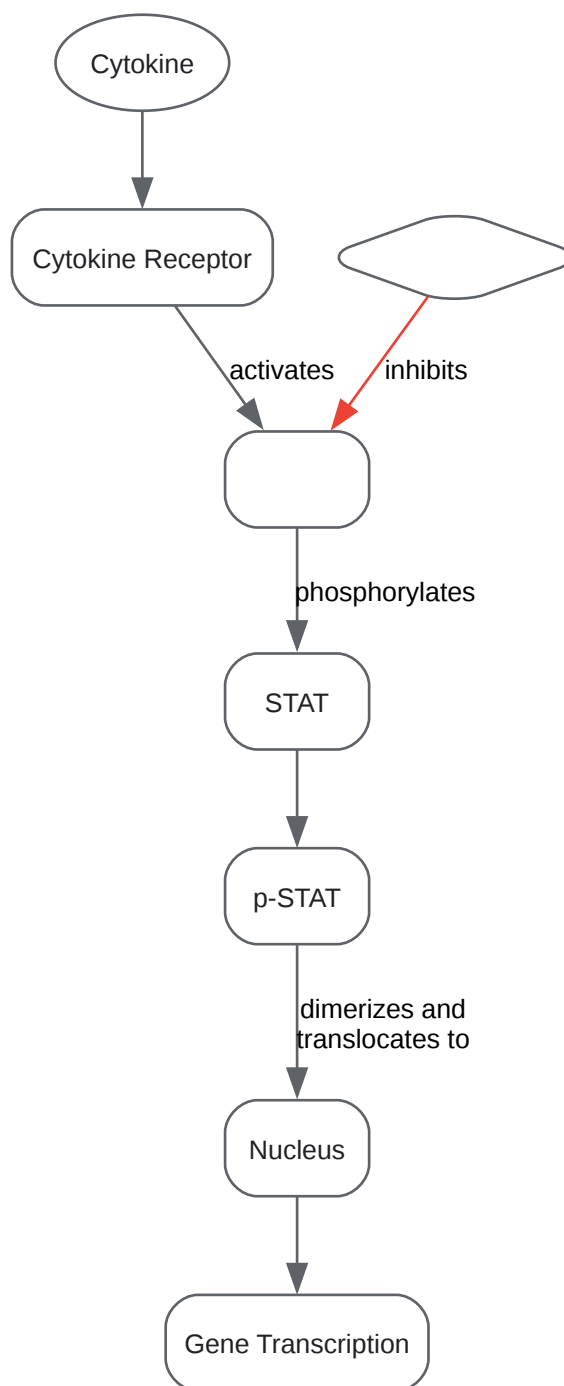 Cytokine
Cytokine Receptor
activates
inhibits
phosphorylates
STAT
p-STAT
dimerizes and
translocates to
Nucleus
Gene Transcription